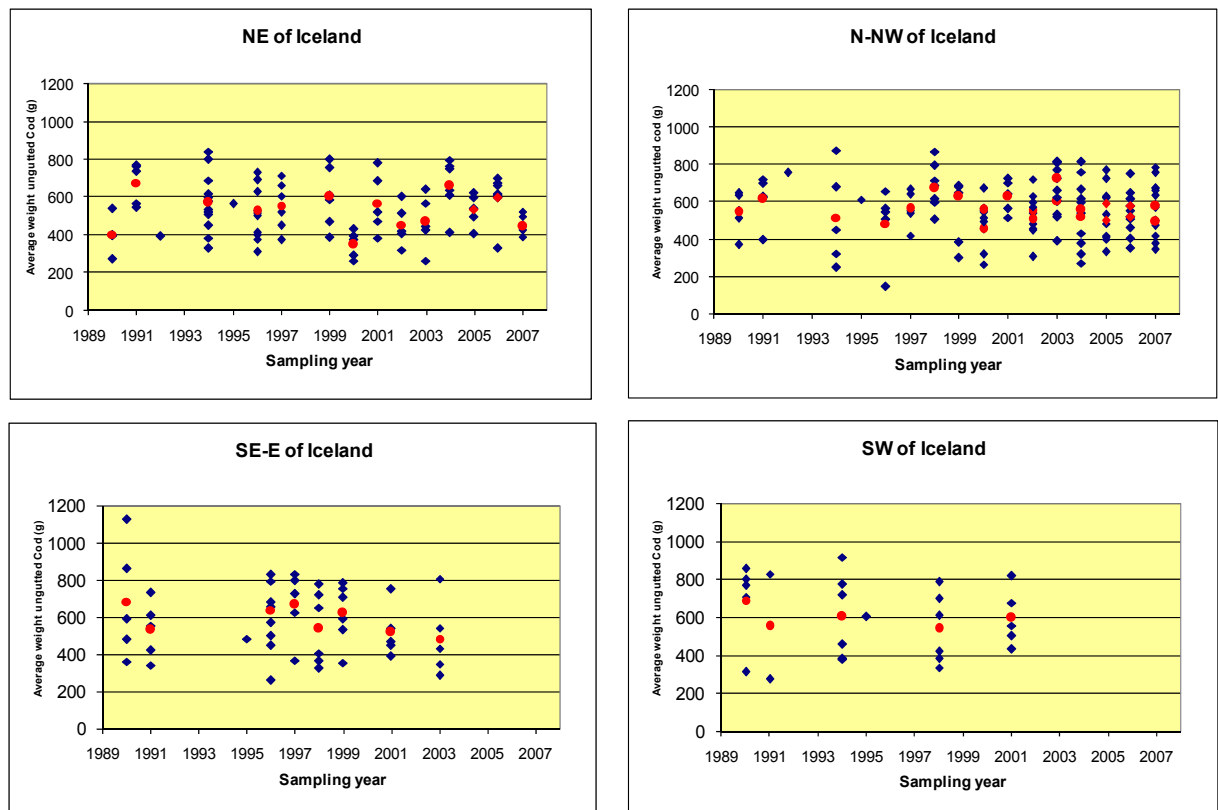 NE of Iceland
Average weight ungutted Cod (g)
1200
1000
800
600
400
200
0
1989 1991 1993 1995 1997 1999 2001 2003 2005 2007
Sampling year
N-NW of Iceland
Average weight ungutted cod (g)
1200
1000
800
600
400
200
0
1989 1991 1993 1995 1997 1999 2001 2003 2005 2007
Sampling year
SE-E of Iceland
Average weight ungutted Cod (g)
1200
1000
800
600
400
200
0
1989 1991 1993 1995 1997 1999 2001 2003 2005 2007
Sampling year
SW of Iceland
Average weight ungutted Cod (g)
1200
1000
800
600
400
200
0
1989 1991 1993 1995 1997 1999 2001 2003 2005 2007
Sampling year